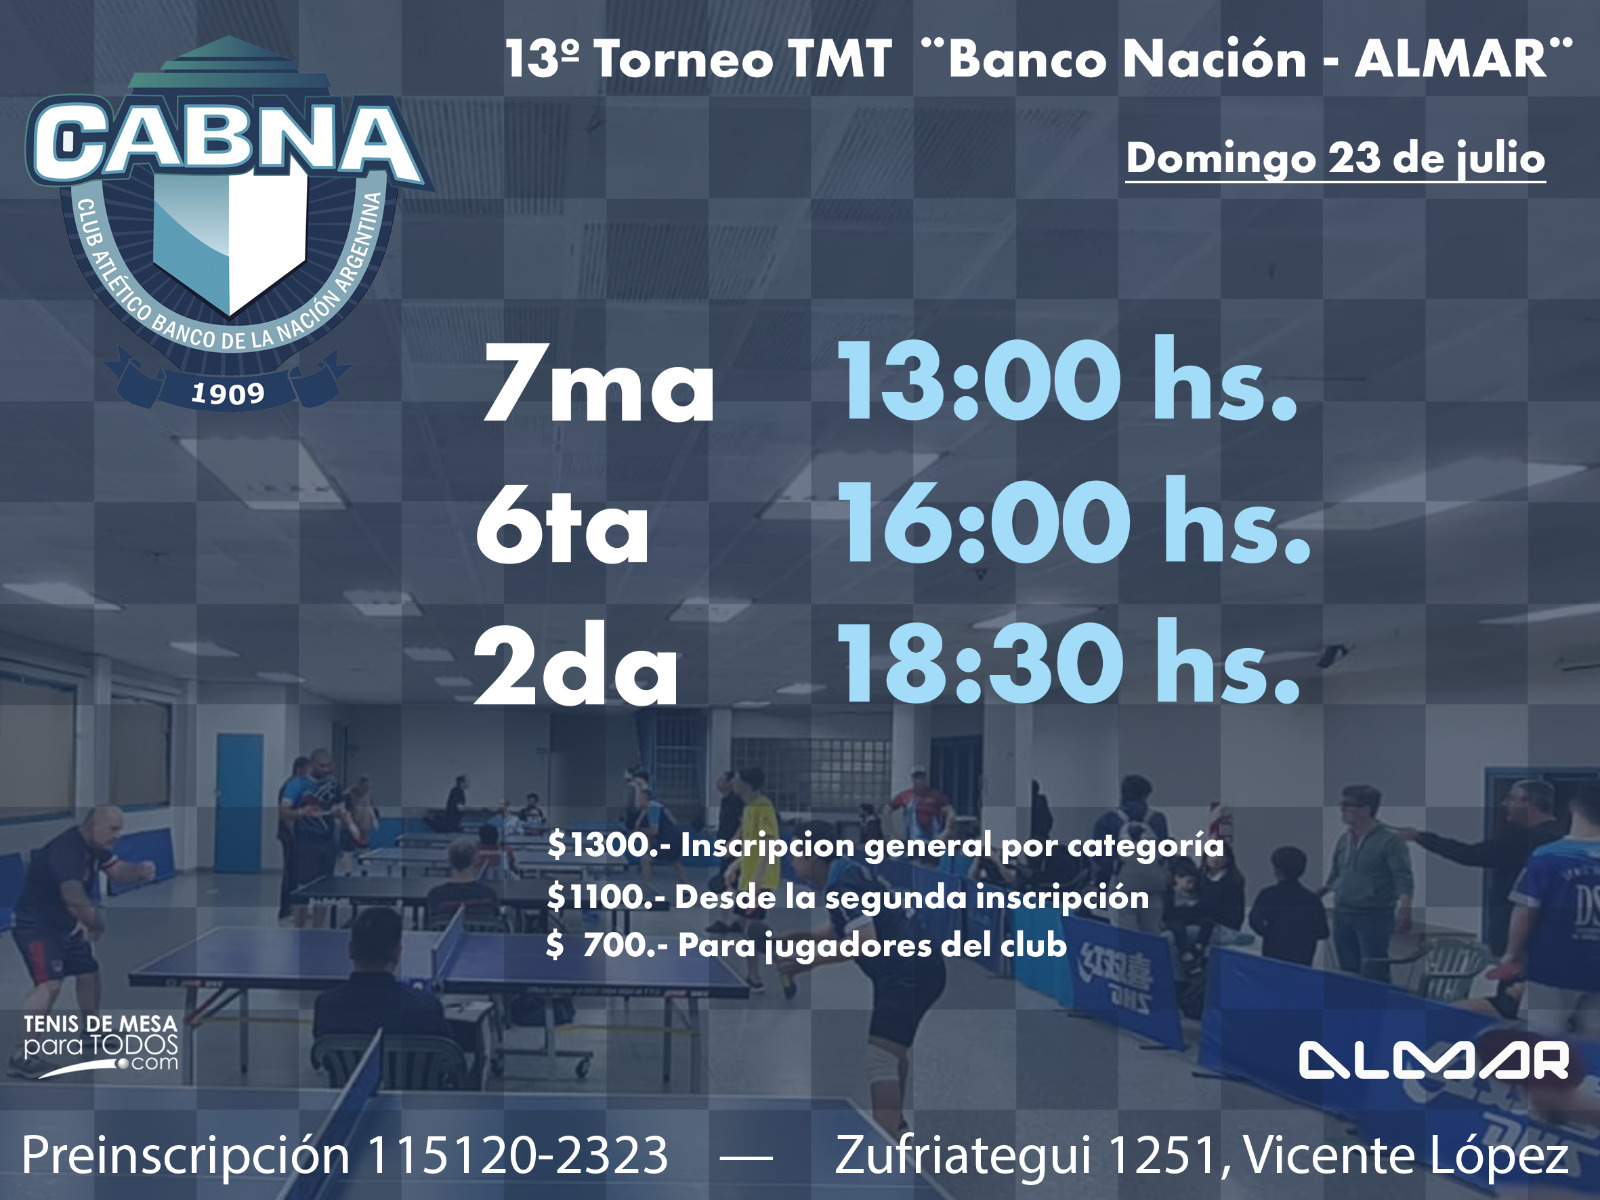 CABNA
CLUB ATLÉTICO BANCO DE LA NACIÓN ARGENTINA
1909
13º Torneo TMT ¨Banco Nación - ALMAR¨
Domingo 23 de julio
7ma 13:00 hs.
6ta 16:00 hs.
2da 18:30 hs.
$1300.- Inscripcion general por categoría
$1100.- Desde la segunda inscripción
$ 700.- Para jugadores del club
TENIS DE MESA
para TODOS
.com
ALMAR
Preinscripción 115120-2323 — Zufriategui 1251, Vicente López